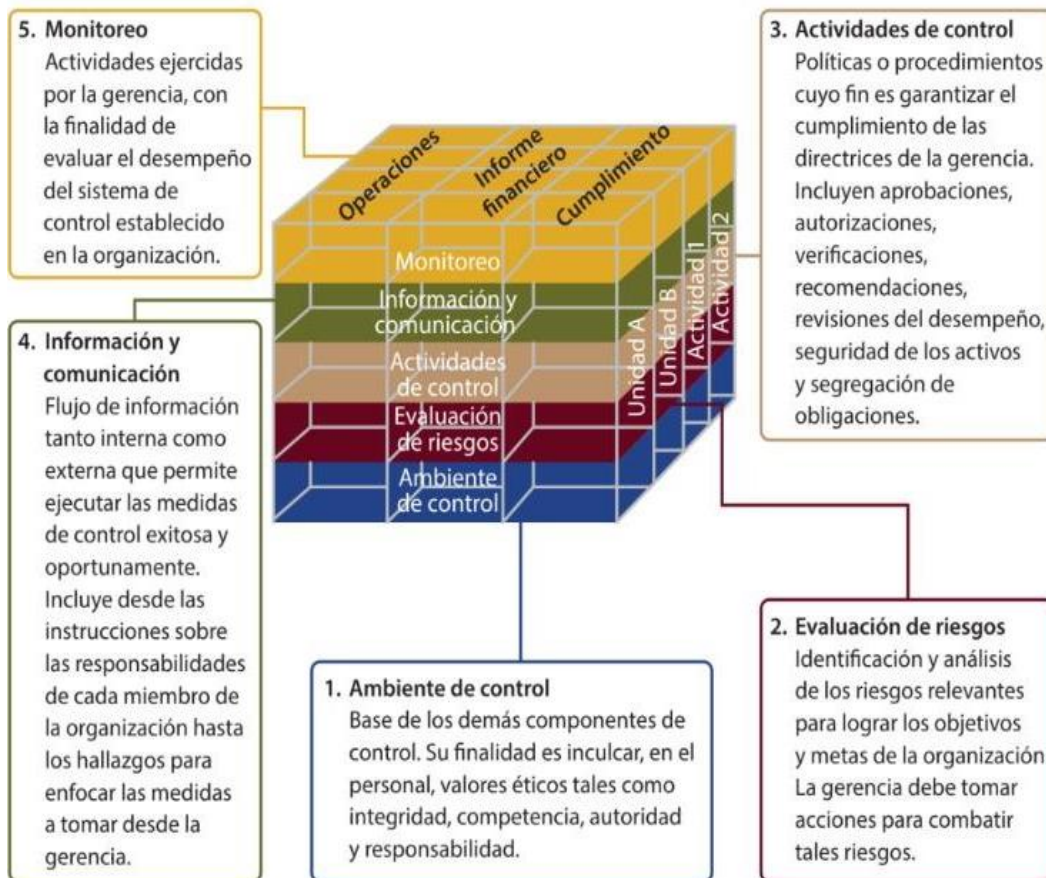 5. Monitoreo
Actividades ejercidas
por la gerencia, con
la finalidad de
evaluar el desempeño
del sistema de
control establecido
en la organización.
3. Actividades de control
Políticas o procedimientos
cuyo fin es garantizar el
cumplimiento de las
directrices de la gerencia.
Incluyen aprobaciones,
autorizaciones,
verificaciones,
recomendaciones,
revisiones del desempeño,
seguridad de los activos
y segregación de
obligaciones.
Operaciones
Informe
financiero
Cumplimiento
Monitoreo
Información y
comunicación
Actividades
de control
Evaluación
de riesgos
Ambiente
de control
Unidad A
Unidad B
Actividad 1
Actividad 2
4. Información y
comunicación
Flujo de información
tanto interna como
externa que permite
ejecutar las medidas
de control exitosa y
oportunamente.
Incluye desde las
instrucciones sobre
las responsabilidades
de cada miembro de
la organización hasta
los hallazgos para
enfocar las medidas
a tomar desde la
gerencia.
1. Ambiente de control
Base de los demás componentes de
control. Su finalidad es inculcar, en el
personal, valores éticos tales como
integridad, competencia, autoridad
y responsabilidad.
2. Evaluación de riesgos
Identificación y análisis
de los riesgos relevantes
para lograr los objetivos
y metas de la organización
La gerencia debe tomar
acciones para combatir
tales riesgos.